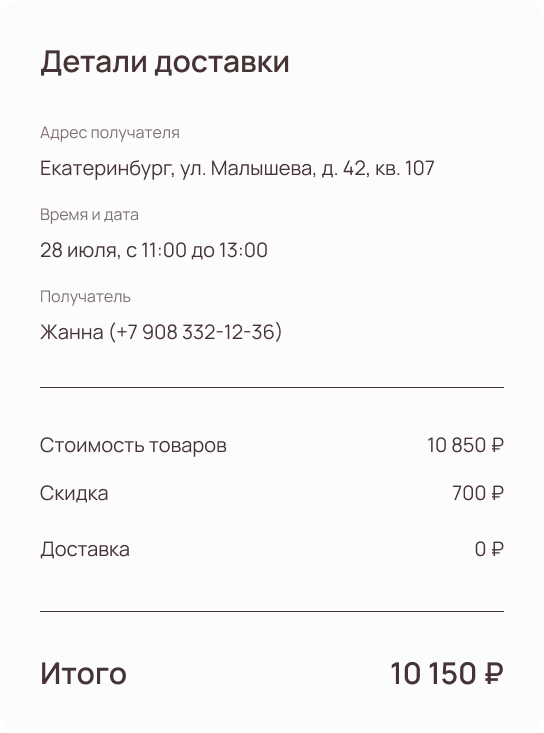 Детали доставки
Адрес получателя
Екатеринбург, ул. Малышева, д. 42, кв. 107
Время и дата
28 июля, с 11:00 до 13:00
Получатель
Жанна (+7 908 332-12-36)
Стоимость товаров 10 850 ₽
Скидка 700 ₽
Доставка 0 ₽
Итого 10 150 ₽